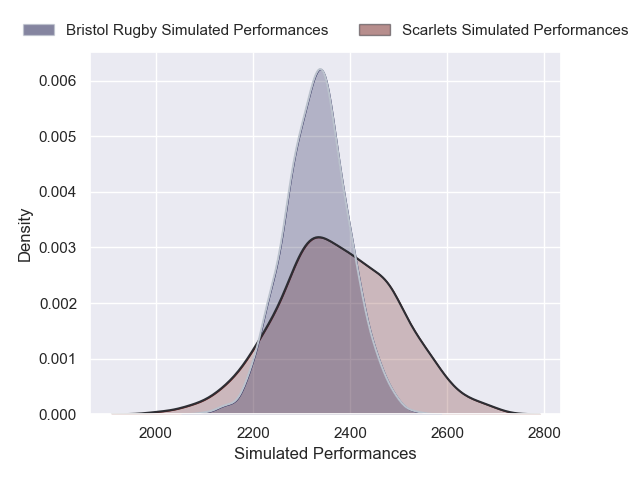 Bristol Rugby Simulated Performances Scarlets Simulated Performances
0.006
0.005
0.004
0.003
0.002
0.001
0.000
Density
2000 2200 2400 2600 2800
Simulated Performances